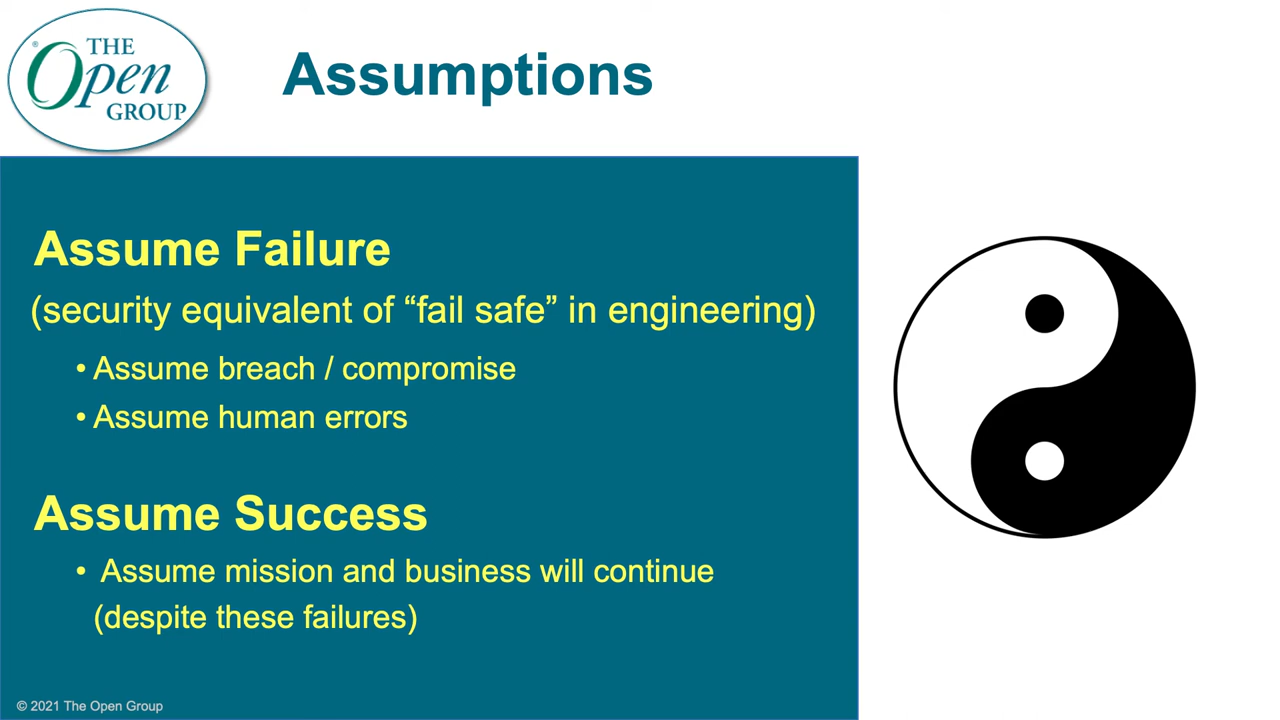 ® THE
Open
GROUP
Assumptions
Assume Failure
(security equivalent of “fail safe” in engineering)
• Assume breach / compromise
• Assume human errors
Assume Success
• Assume mission and business will continue
(despite these failures)
© 2021 The Open Group